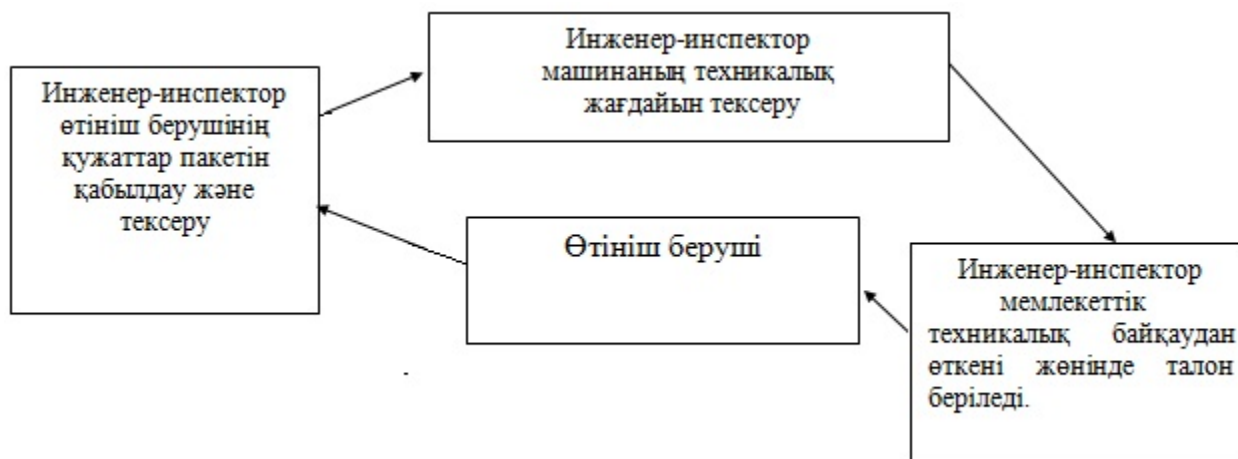 Инженер-инспектор
өтініш берушінің
құжаттар пакетін
қабылдау және
тексеру
Инженер-инспектор
машинаның техникалық
жағдайын тексеру
Өтініш беруші
Инженер-инспектор
мемлекеттік
техникалық байқаудан
өткені жөнінде талон
беріледі.